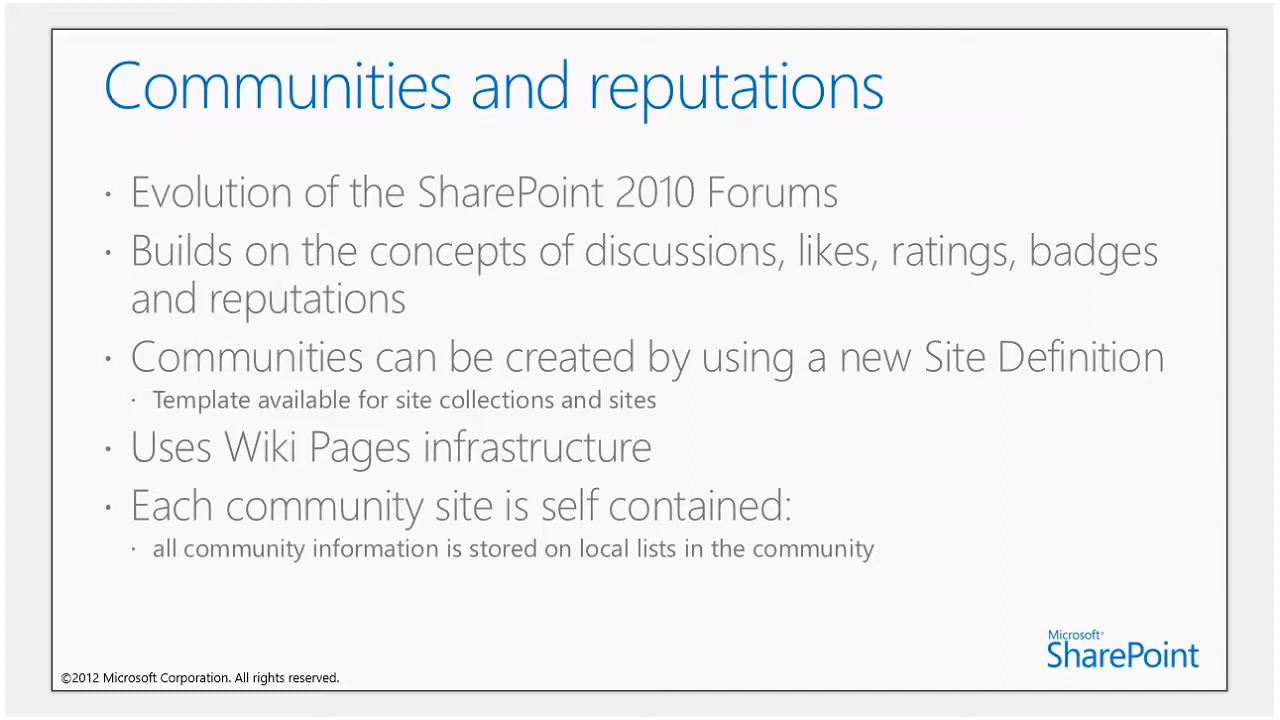 Communities and reputations
· Evolution of the SharePoint 2010 Forums
· Builds on the concepts of discussions, likes, ratings, badges
and reputations
· Communities can be created by using a new Site Definition
· Template available for site collections and sites
· Uses Wiki Pages infrastructure
· Each community site is self contained:
· all community information is stored on local lists in the community
Microsoft®
SharePoint
©2012 Microsoft Corporation. All rights reserved.